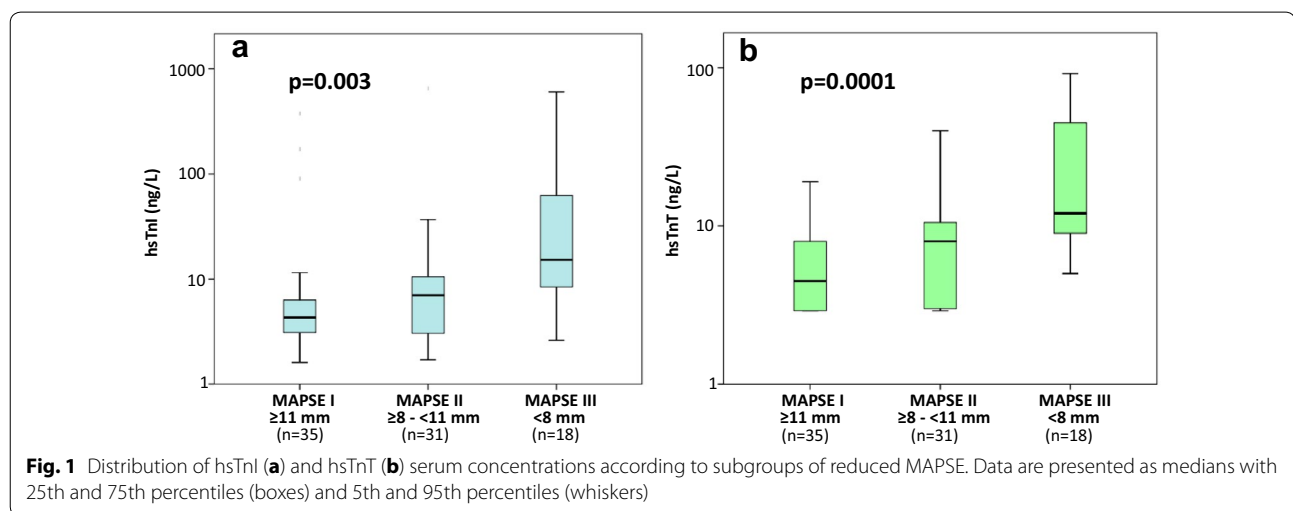 a
p=0.003
hsTnI (ng/L)
1000
100
10
1
MAPSE I
≥11 mm
(n=35)
MAPSE II
≥8 - <11 mm
(n=31)
MAPSE III
<8 mm
(n=18)
b
p=0.0001
hsTnT (ng/L)
100
10
1
MAPSE I
≥11 mm
(n=35)
MAPSE II
≥8 - <11 mm
(n=31)
MAPSE III
<8 mm
(n=18)
Fig. 1 Distribution of hsTnI (a) and hsTnT (b) serum concentrations according to subgroups of reduced MAPSE. Data are presented as medians with
25th and 75th percentiles (boxes) and 5th and 95th percentiles (whiskers)